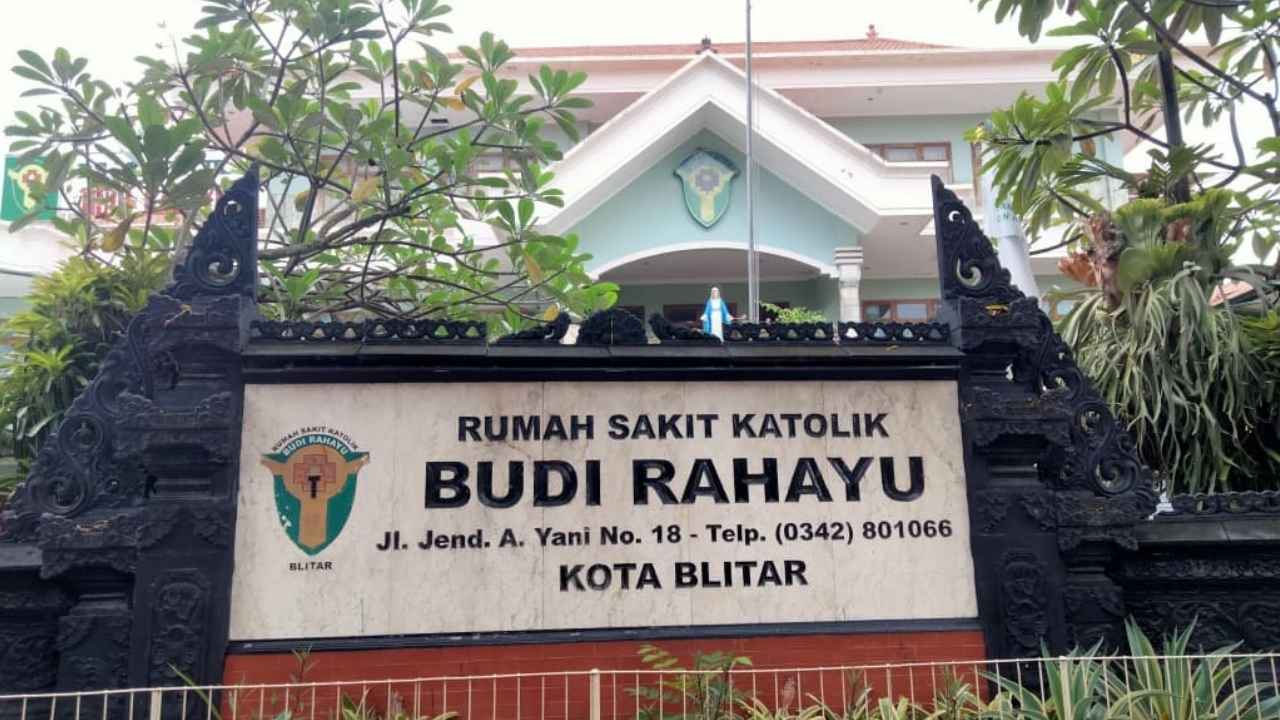 RUMAH SAKIT KATOLIK
BUDI RAHAYU
BLITAR
RUMAH SAKIT KATOLIK
BUDI RAHAYU
Jl. Jend. A. Yani No. 18 - Telp. (0342) 801066
KOTA BLITAR